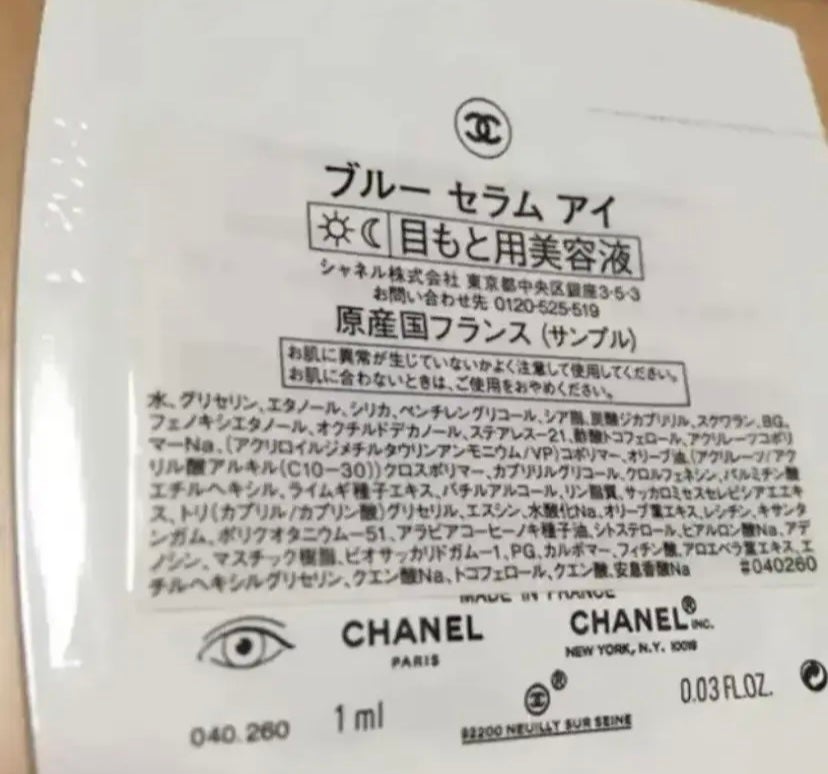 ブルー セラム アイ
目もと用美容液
シャネル株式会社 東京都中央区銀座3-5-3
お問い合わせ先 0120-525-519
原産国フランス (サンプル)
お肌に異常が生じていないかよく注意して使用してください。
お肌に合わないときは、ご使用をおやめください。
水、グリセリン、エタノール、シリカ、ペンチレングリコール、シア脂、炭酸ジカプリリル、スクワラン、BG、
フェノキシエタノール、オクチルドデカノール、ステアレス-21、酢酸トコフェロール、アクリレーツコポリ
マーNa、(アクリロイルジメチルタウリンアンモニウム/VP)コポリマー、オリーブ油、(アクリレーツ/アク
リル酸アルキル(C10-30))クロスポリマー、カプリリルグリコール、クロルフェネシン、パルミチン酸
エチルヘキシル、ライムギ種子エキス、バチルアルコール、リン脂質、サッカロミセスセレビシアエエキ
ス、トリ(カプリル/カプリン酸)グリセリル、エスシン、水酸化Na、オリーブ葉エキス、レシチン、キサンタ
ンガム、ポリクオタニウム-51、アラビアコーヒーノキ種子油、シトステロール、ヒアルロン酸Na、アデ
ノシン、マスチック樹脂、ビオサッカリドガム-1、PG、カルボマー、フィチン酸、アロエベラ葉エキス、エ
チルヘキシルグリセリン、クエン酸Na、トコフェロール、クエン酸、安息香酸Na #040260
MADE IN FRANCE
CHANEL
PARIS
CHANEL® INC.
NEW YORK, N.Y. 10019
040.260
1 ml
®
92200 NEUILLY SUR SEINE
0.03 FL.OZ.